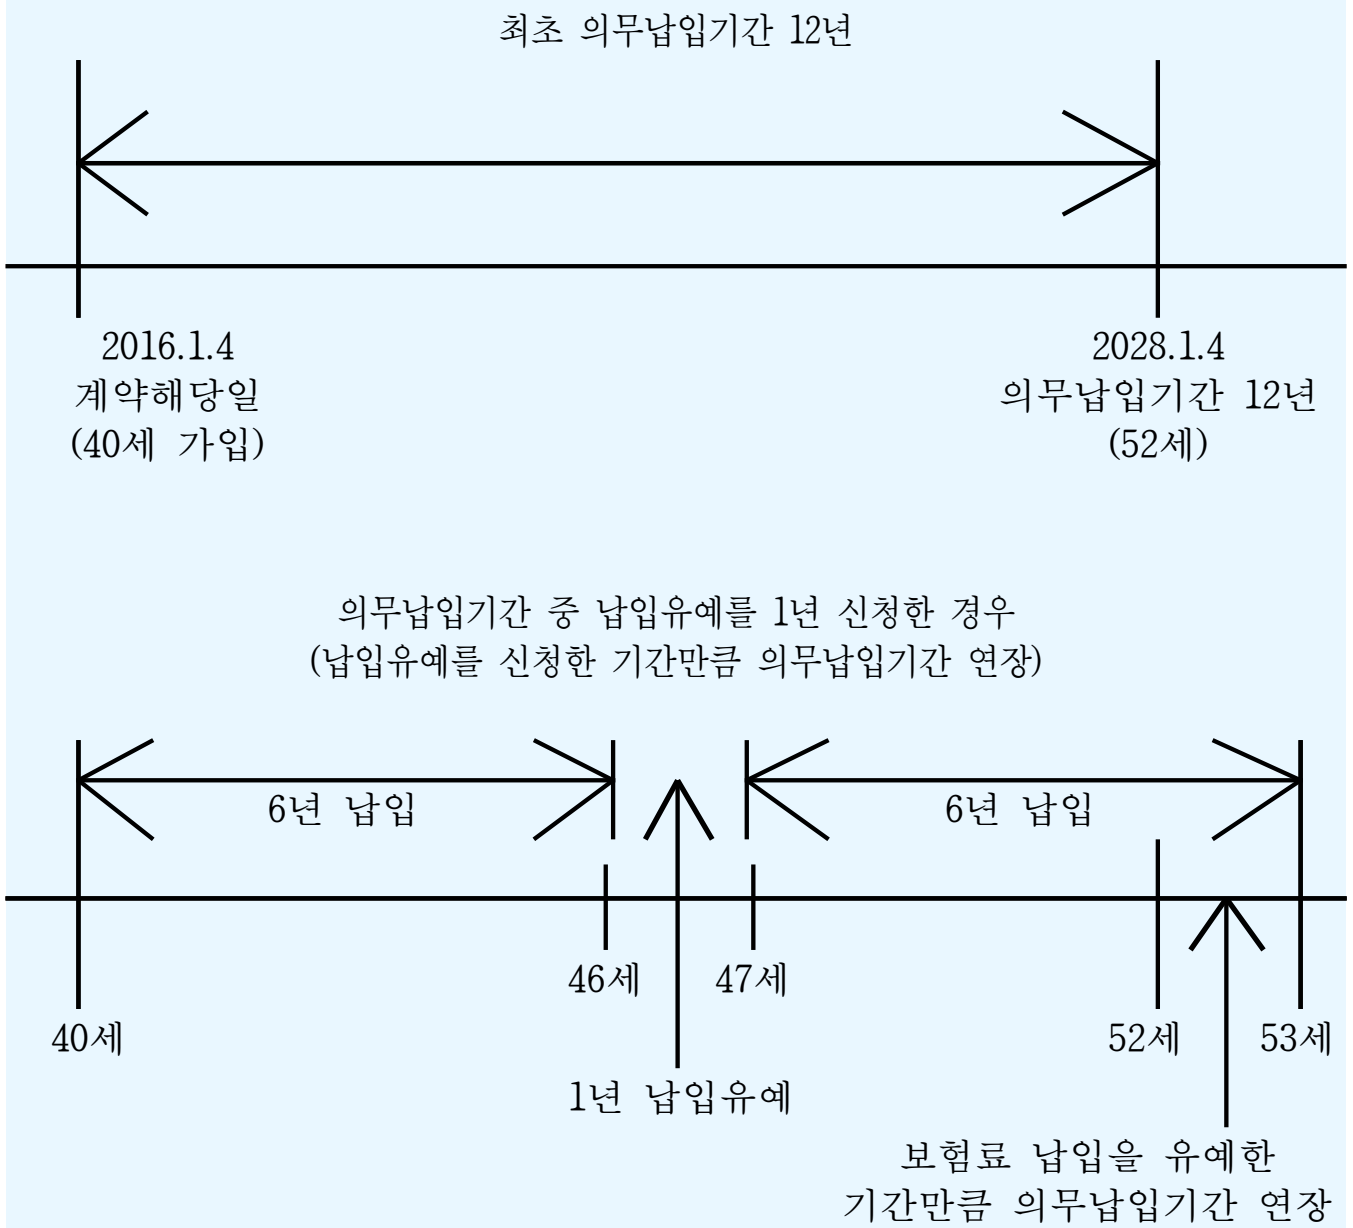 최초 의무납입기간 12년
2016.1.4
계약해당일
(40세 가입)
2028.1.4
의무납입기간 12년
(52세)
의무납입기간 중 납입유예를 1년 신청한 경우
(납입유예를 신청한 기간만큼 의무납입기간 연장)
6년 납입
6년 납입
46세
47세
40세
52세
53세
1년 납입유예
보험료 납입을 유예한
기간만큼 의무납입기간 연장